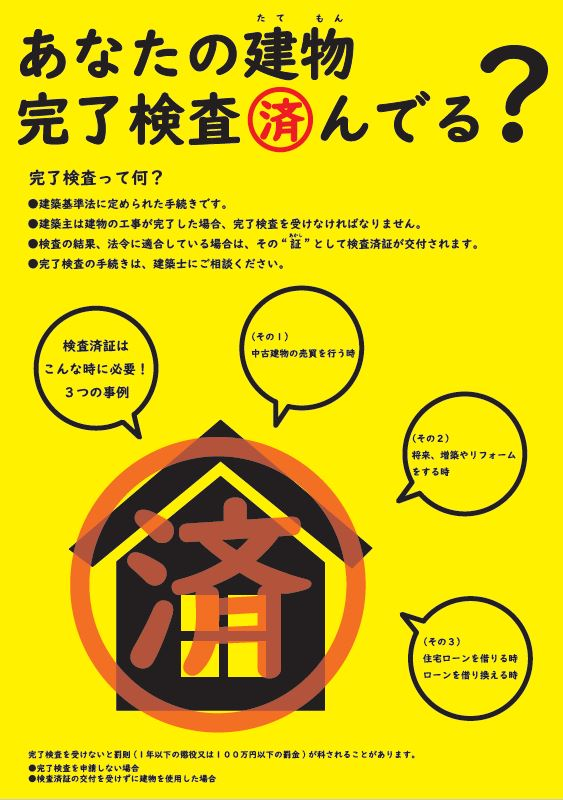 たてもん
あなたの建物
完了検査済んでる?
完了検査って何?
●建築基準法に定められた手続きです。
●建築主は建物の工事が完了した場合、完了検査を受けなければなりません。
あかし
●検査の結果、法令に適合している場合は、その“証”として検査済証が交付されます。
●完了検査の手続きは、建築士にご相談ください。
検査済証は
こんな時に必要!
3つの事例
(その1)
中古建物の売買を行う時
(その2)
将来、増築やリフォーム
をする時
済
(その3)
住宅ローンを借りる時
ローンを借り換える時
完了検査を受けないと罰則(1年以下の懲役又は100万円以下の罰金)が科されることがあります。
●完了検査を申請しない場合
●検査済証の交付を受けずに建物を使用した場合